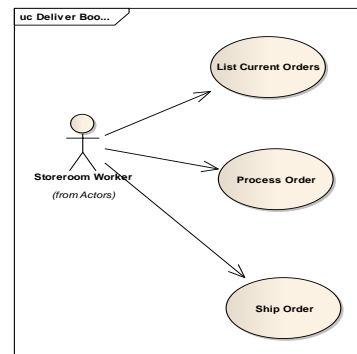 uc Deliver Boo...
List Current Orders
Storeroom Worker
(from Actors)
Process Order
Ship Order